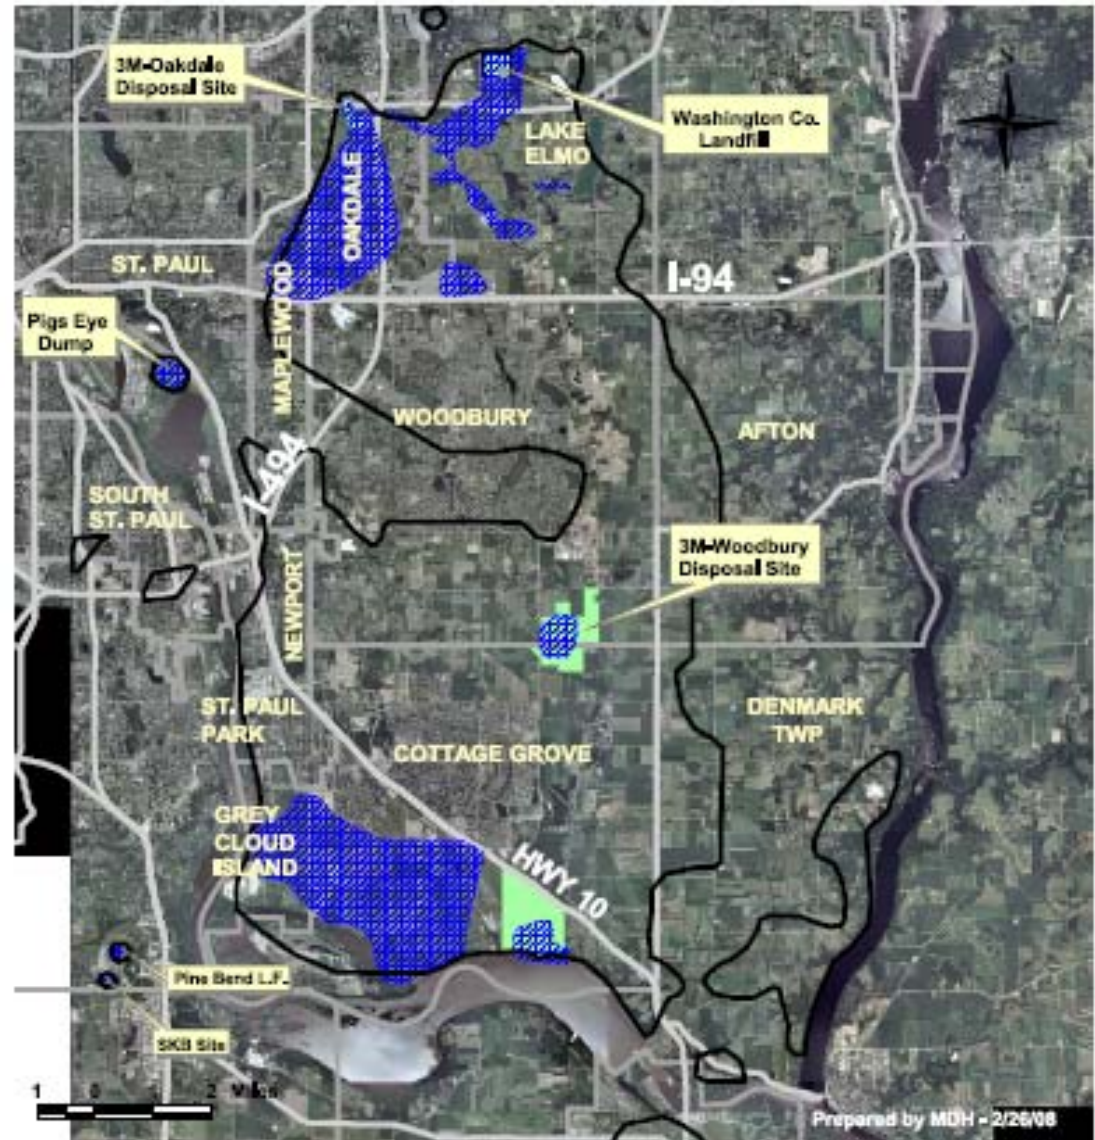 3M-Oakdale
Disposal Site
Washington Co.
Landfill
LAKE
ELMO
OAKDALE
ST. PAUL
I-94
MAPLEWOOD
Pigs Eye
Dump
WOODBURY
AFTON
I-494
SOUTH
ST. PAUL
3M-Woodbury
Disposal Site
NEWPORT
ST. PAUL
PARK
DENMARK
TWP
COTTAGE GROVE
GREY
CLOUD
ISLAND
HWY 10
Pine Bend L.F.
SKB Site
1 0 1 2 Miles
Prepared by MDH - 2/26/08